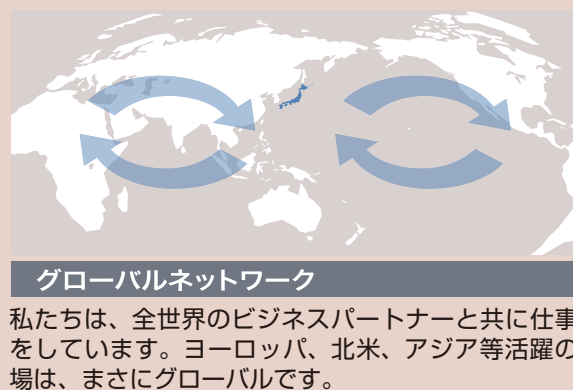 グローバルネットワーク
私たちは、全世界のビジネスパートナーと共に仕事
をしています。ヨーロッパ、北米、アジア等活躍の
場は、まさにグローバルです。